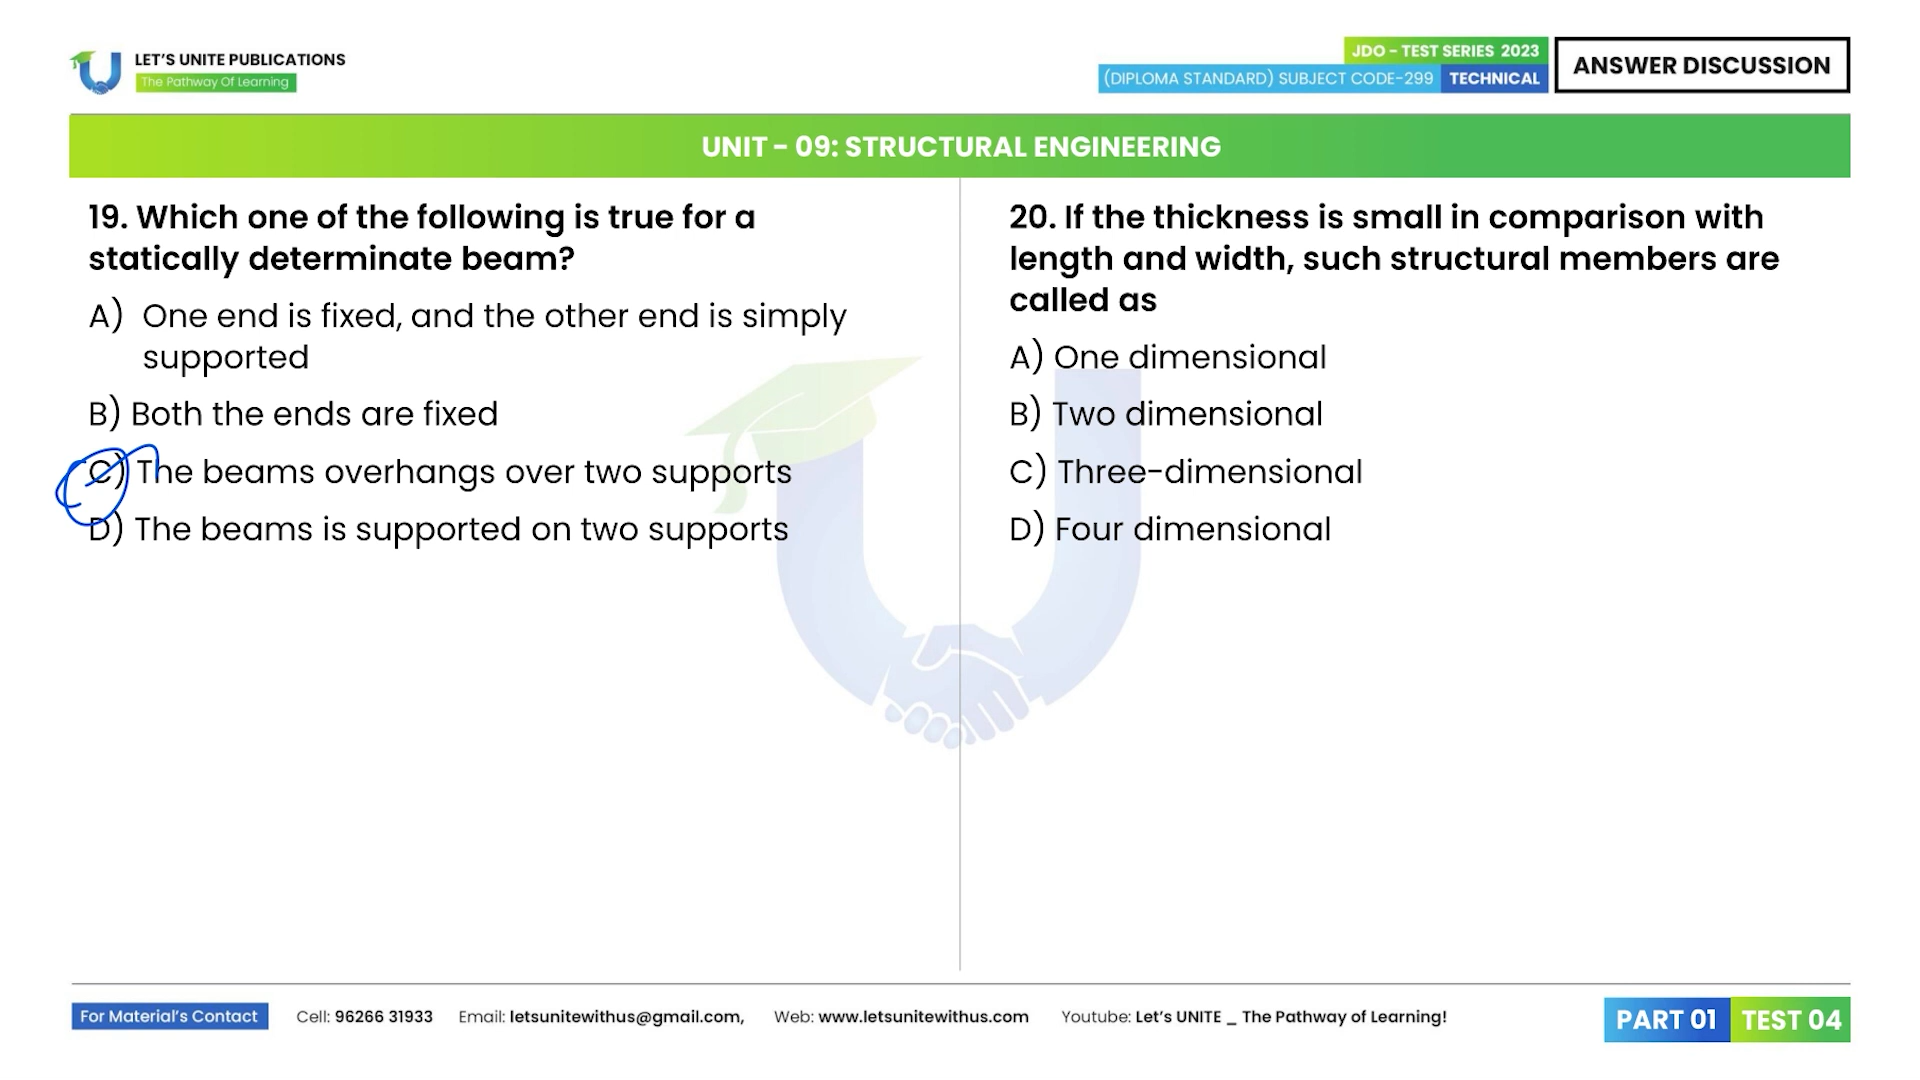 LET'S UNITE PUBLICATIONS
The Pathway Of Learning
JDO - TEST SERIES 2023
(DIPLOMA STANDARD) SUBJECT CODE-299 TECHNICAL
ANSWER DISCUSSION
UNIT - 09: STRUCTURAL ENGINEERING
19. Which one of the following is true for a
statically determinate beam?
A) One end is fixed, and the other end is simply
supported
B) Both the ends are fixed
C) The beams overhangs over two supports
D) The beams is supported on two supports
20. If the thickness is small in comparison with
length and width, such structural members are
called as
A) One dimensional
B) Two dimensional
C) Three-dimensional
D) Four dimensional
For Material's Contact Cell: 96266 31933 Email: letsunitewithus@gmail.com, Web: www.letsunitewithus.com Youtube: Let's UNITE _ The Pathway of Learning!
PART 01 TEST 04